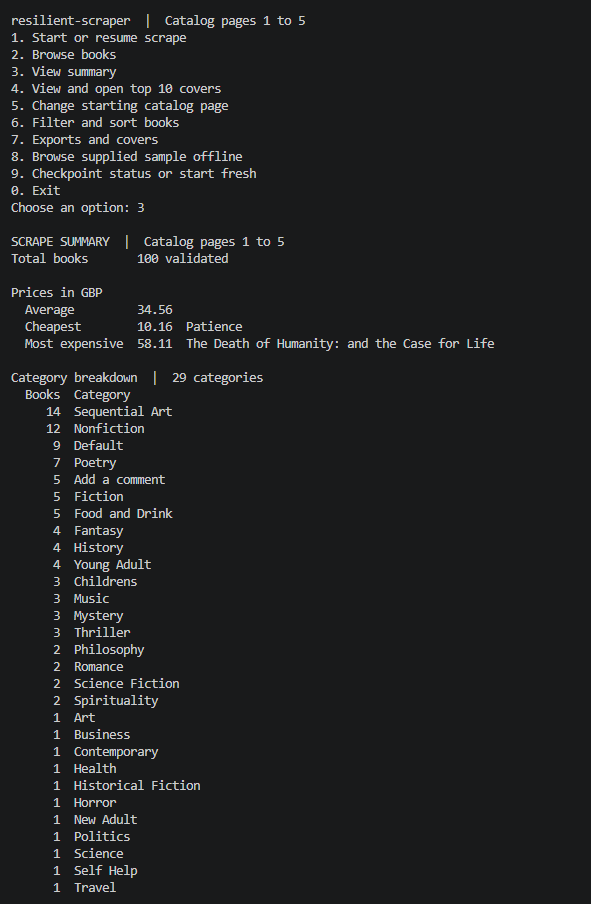 resilient-scraper | Catalog pages 1 to 5
1. Start or resume scrape
2. Browse books
3. View summary
4. View and open top 10 covers
5. Change starting catalog page
6. Filter and sort books
7. Exports and covers
8. Browse supplied sample offline
9. Checkpoint status or start fresh
0. Exit
Choose an option: 3
SCRAPE SUMMARY | Catalog pages 1 to 5
Total books 100 validated
Prices in GBP
Average 34.56
Cheapest 10.16 Patience
Most expensive 58.11 The Death of Humanity: and the Case for Life
Category breakdown | 29 categories
Books Category
14 Sequential Art
12 Nonfiction
9 Default
7 Poetry
5 Add a comment
5 Fiction
5 Food and Drink
4 Fantasy
4 History
4 Young Adult
3 Childrens
3 Music
3 Mystery
3 Thriller
2 Philosophy
2 Romance
2 Science Fiction
2 Spirituality
1 Art
1 Business
1 Contemporary
1 Health
1 Historical Fiction
1 Horror
1 New Adult
1 Politics
1 Science
1 Self Help
1 Travel